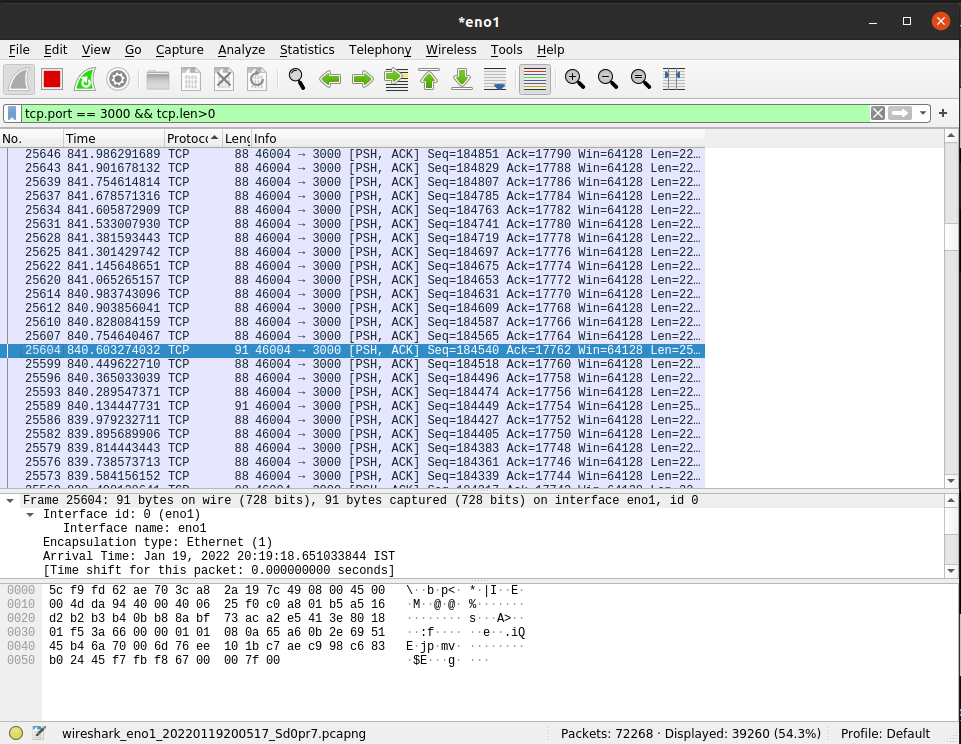 *eno1
File Edit View Go Capture Analyze Statistics Telephony Wireless Tools Help
tcp.port == 3000 && tcp.len>0
No. Time Protocc Leng Info
25646 841.986291689 TCP 88 46004 → 3000 [PSH, ACK] Seq=184851 Ack=17790 Win=64128 Len=22…
25643 841.901678132 TCP 88 46004 → 3000 [PSH, ACK] Seq=184829 Ack=17788 Win=64128 Len=22…
25639 841.754614814 TCP 88 46004 → 3000 [PSH, ACK] Seq=184807 Ack=17786 Win=64128 Len=22…
25637 841.678571316 TCP 88 46004 → 3000 [PSH, ACK] Seq=184785 Ack=17784 Win=64128 Len=22…
25634 841.605872909 TCP 88 46004 → 3000 [PSH, ACK] Seq=184763 Ack=17782 Win=64128 Len=22…
25631 841.533007930 TCP 88 46004 → 3000 [PSH, ACK] Seq=184741 Ack=17780 Win=64128 Len=22…
25628 841.381593443 TCP 88 46004 → 3000 [PSH, ACK] Seq=184719 Ack=17778 Win=64128 Len=22…
25625 841.301429742 TCP 88 46004 → 3000 [PSH, ACK] Seq=184697 Ack=17776 Win=64128 Len=22…
25622 841.145648651 TCP 88 46004 → 3000 [PSH, ACK] Seq=184675 Ack=17774 Win=64128 Len=22…
25620 841.065265157 TCP 88 46004 → 3000 [PSH, ACK] Seq=184653 Ack=17772 Win=64128 Len=22…
25614 840.983743096 TCP 88 46004 → 3000 [PSH, ACK] Seq=184631 Ack=17770 Win=64128 Len=22…
25612 840.903856041 TCP 88 46004 → 3000 [PSH, ACK] Seq=184609 Ack=17768 Win=64128 Len=22…
25610 840.828084159 TCP 88 46004 → 3000 [PSH, ACK] Seq=184587 Ack=17766 Win=64128 Len=22…
25607 840.754640467 TCP 88 46004 → 3000 [PSH, ACK] Seq=184565 Ack=17764 Win=64128 Len=22…
25604 840.603274032 TCP 91 46004 → 3000 [PSH, ACK] Seq=184540 Ack=17762 Win=64128 Len=25…
25599 840.449622710 TCP 88 46004 → 3000 [PSH, ACK] Seq=184518 Ack=17760 Win=64128 Len=22…
25596 840.365033039 TCP 88 46004 → 3000 [PSH, ACK] Seq=184496 Ack=17758 Win=64128 Len=22…
25593 840.289547371 TCP 88 46004 → 3000 [PSH, ACK] Seq=184474 Ack=17756 Win=64128 Len=22…
25589 840.134447731 TCP 91 46004 → 3000 [PSH, ACK] Seq=184449 Ack=17754 Win=64128 Len=25…
25586 839.979232711 TCP 88 46004 → 3000 [PSH, ACK] Seq=184427 Ack=17752 Win=64128 Len=22…
25582 839.895689906 TCP 88 46004 → 3000 [PSH, ACK] Seq=184405 Ack=17750 Win=64128 Len=22…
25579 839.814443443 TCP 88 46004 → 3000 [PSH, ACK] Seq=184383 Ack=17748 Win=64128 Len=22…
25576 839.738573713 TCP 88 46004 → 3000 [PSH, ACK] Seq=184361 Ack=17746 Win=64128 Len=22…
25573 839.584156152 TCP 88 46004 → 3000 [PSH, ACK] Seq=184339 Ack=17744 Win=64128 Len=22…
Frame 25604: 91 bytes on wire (728 bits), 91 bytes captured (728 bits) on interface eno1, id 0
Interface id: 0 (eno1)
Interface name: eno1
Encapsulation type: Ethernet (1)
Arrival Time: Jan 19, 2022 20:19:18.651033844 IST
[Time shift for this packet: 0.000000000 seconds]
0000 5c f9 fd 62 ae 70 3c a8 2a 19 7c 49 08 00 45 00 \··b·p<· *·|I··E·
0010 00 4d da 94 40 00 40 06 25 f0 c0 a8 01 b5 a5 16 ·M··@·@· %·······
0020 d2 b2 b3 b4 0b b8 8a bf 73 ac a2 e5 41 3e 80 18 ········ s···A>··
0030 01 f5 3a 66 00 00 01 01 08 0a 65 a6 0b 2e 69 51 ··:f···· ··e·.iQ
0040 45 b4 6a 70 00 6d 76 ee 10 1b c7 ae c9 98 c6 83 E·jp·mv· ········
0050 b0 24 45 f7 fb f8 67 00 00 7f 00 ·$E···g· ···
wireshark_eno1_20220119200517_Sd0pr7.pcapng Packets: 72268 · Displayed: 39260 (54.3%) Profile: Default